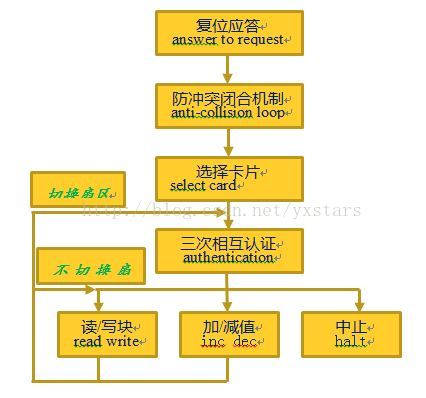 复位应答
answer to request
防冲突闭合机制
anti-collision loop
选择卡片
select card
切换扇区
http://blog.csdn.net/yxstars
三次相互认证
authentication
不切换扇
读/写块
read write
加/减值
inc dec
中止
halt